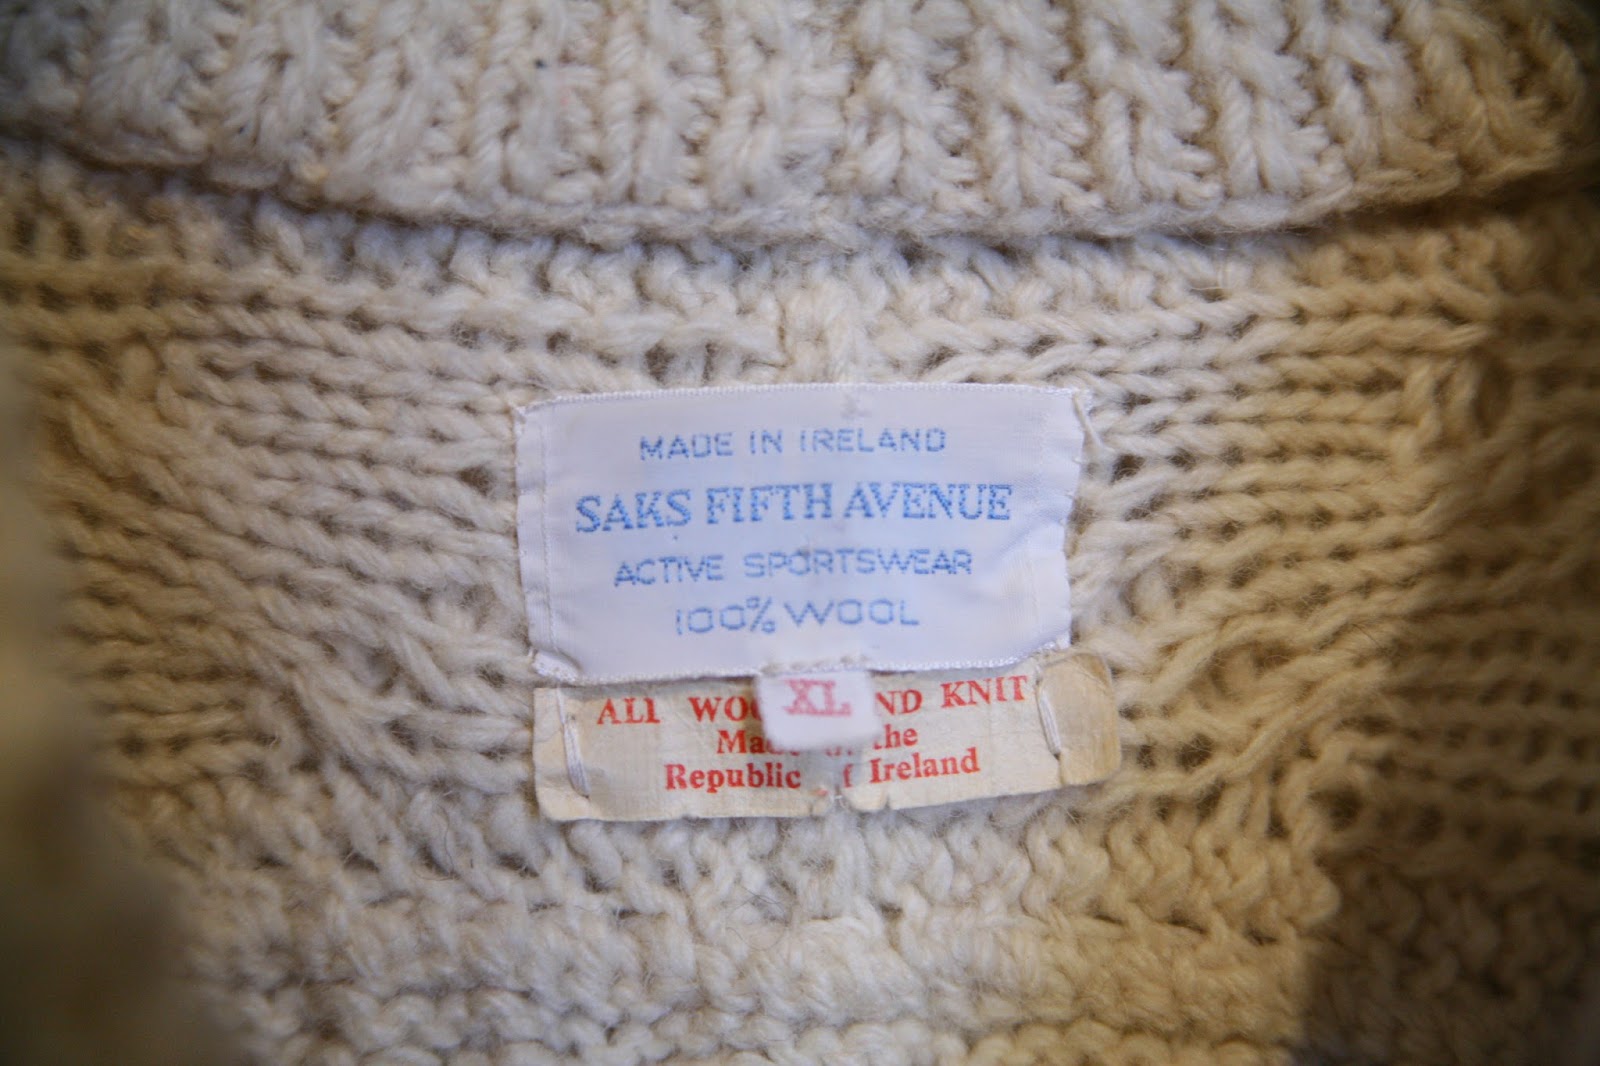 MADE IN IRELAND
SAKS FIFTH AVENUE
ACTIVE SPORTSWEAR
100% WOOL
XL
ALL KNIT
the
Republic Ireland